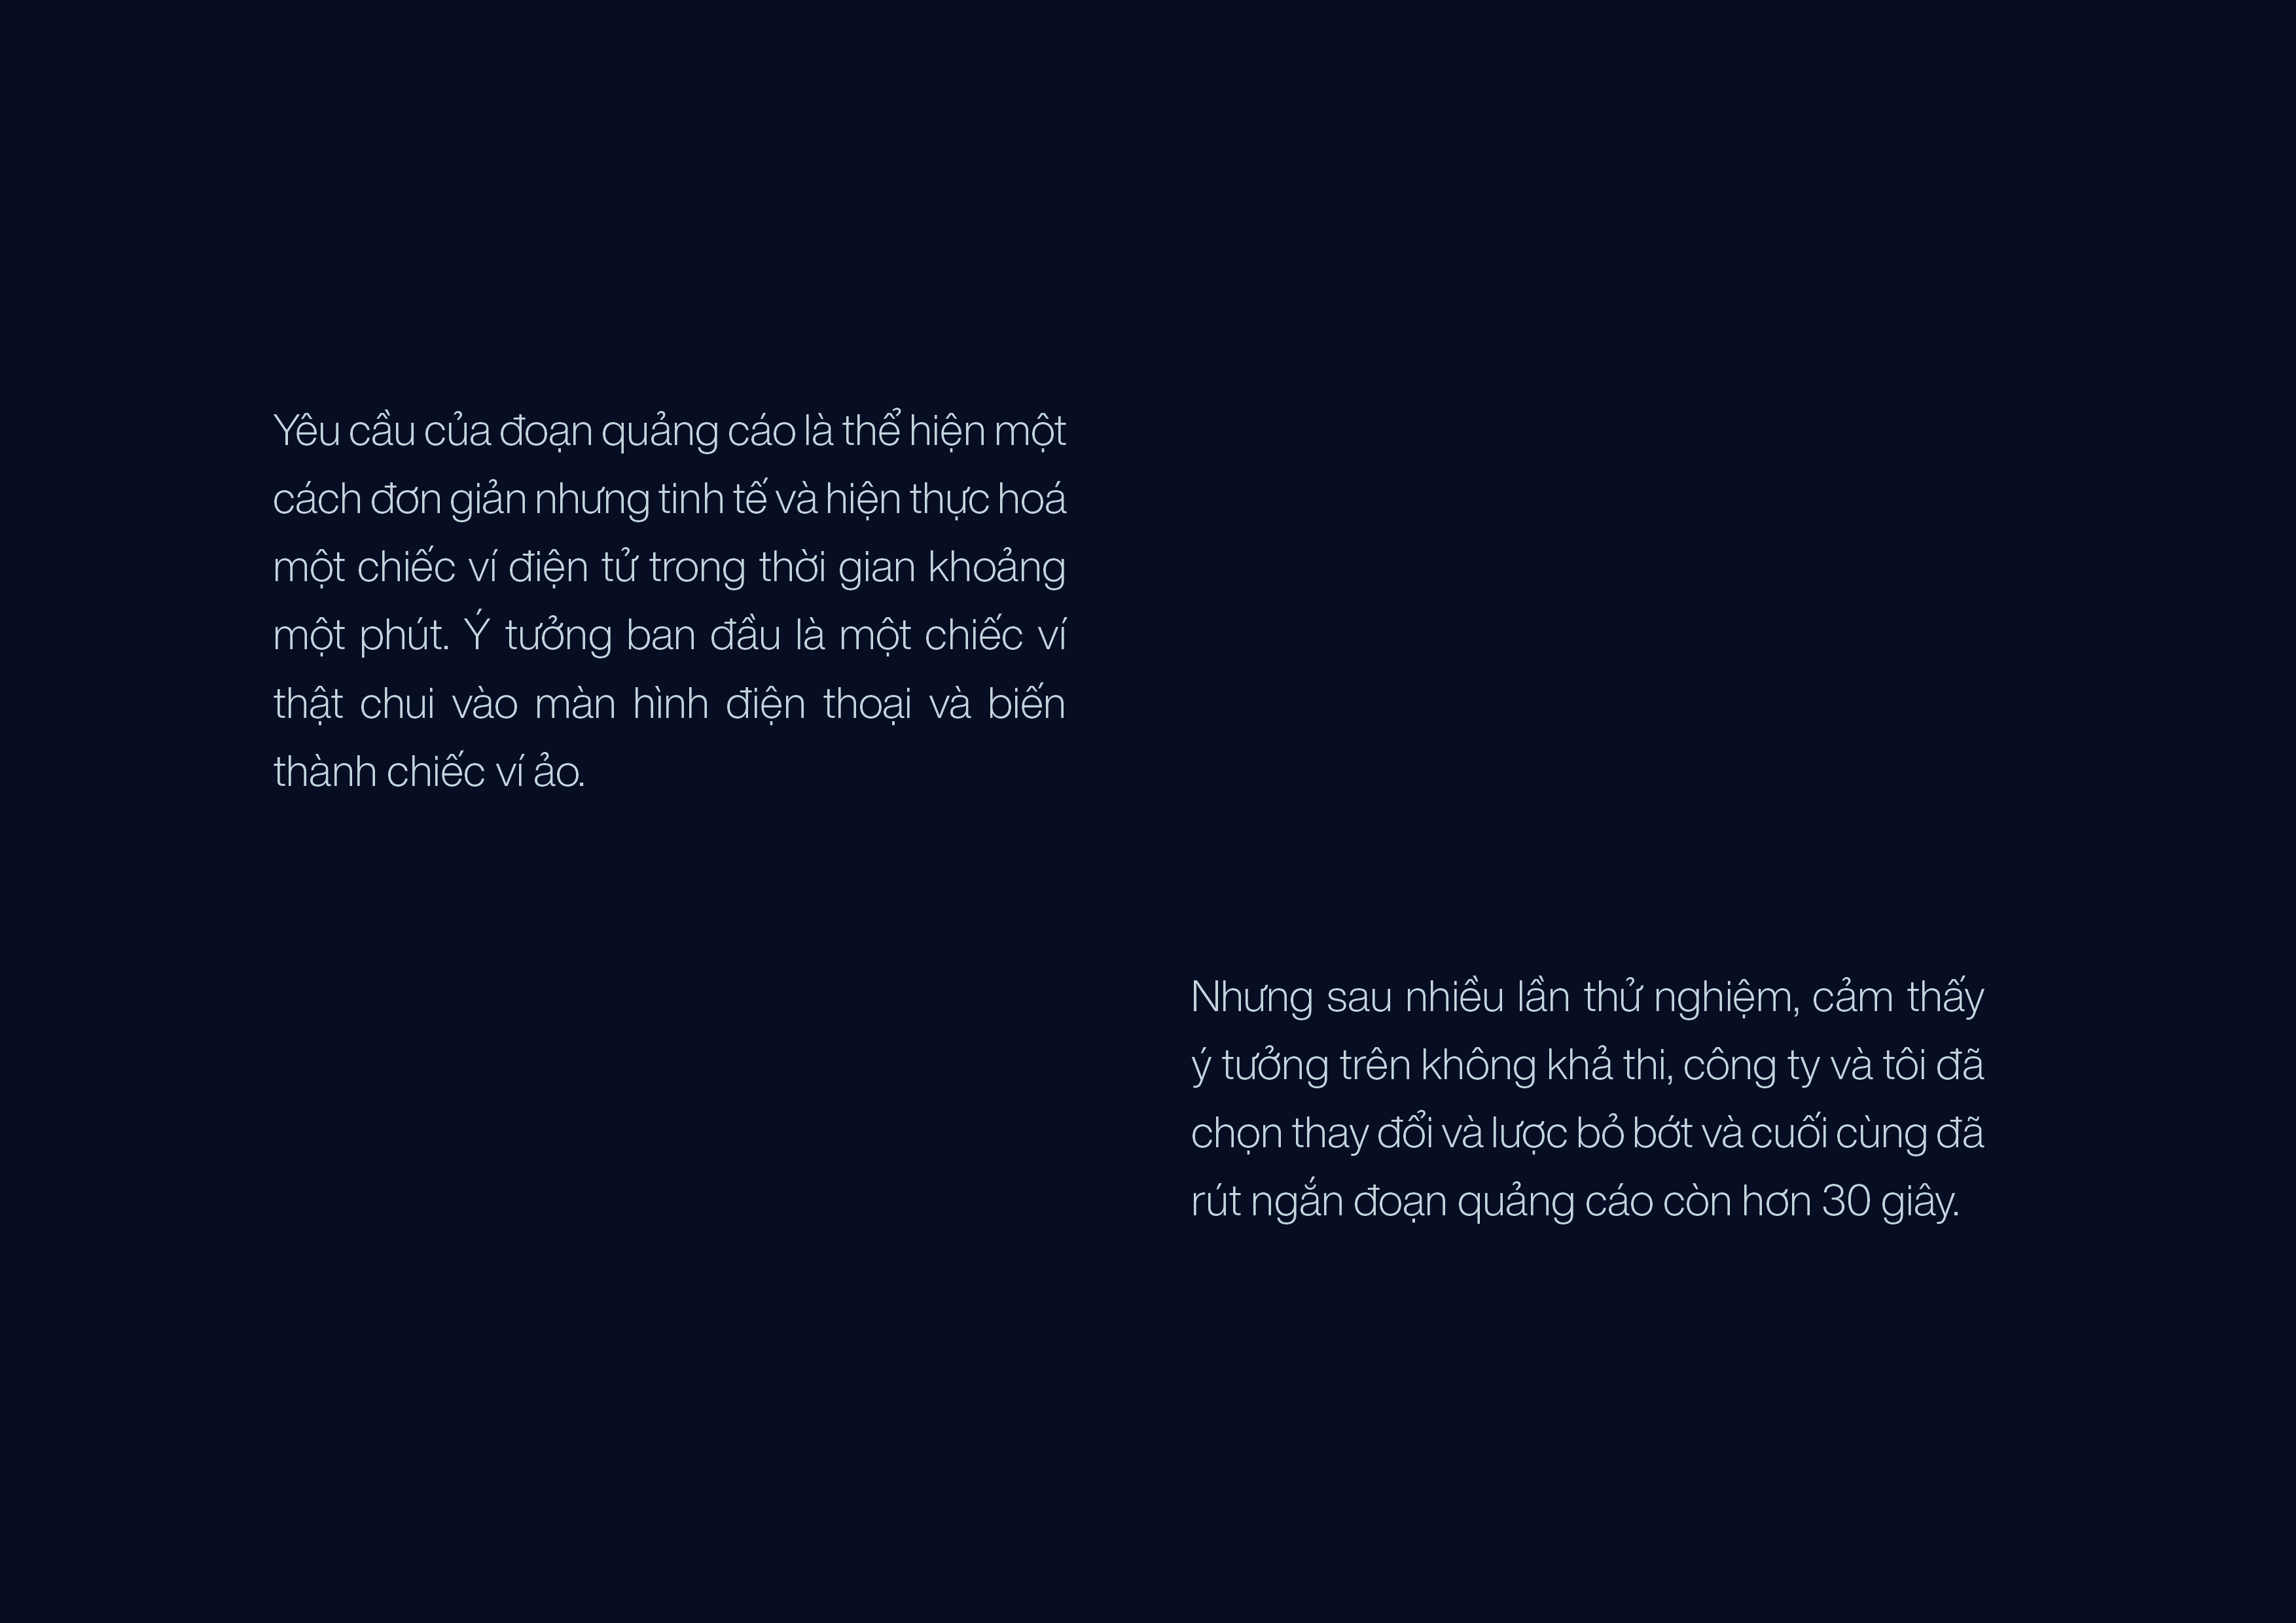 Yêu cầu của đoạn quảng cáo là thể hiện một
cách đơn giản nhưng tinh tế và hiện thực hoá
một chiếc ví điện tử trong thời gian khoảng
một phút. Ý tưởng ban đầu là một chiếc ví
thật chui vào màn hình điện thoại và biến
thành chiếc ví ảo.
Nhưng sau nhiều lần thử nghiệm, cảm thấy
ý tưởng trên không khả thi, công ty và tôi đã
chọn thay đổi và lược bỏ bớt và cuối cùng đã
rút ngắn đoạn quảng cáo còn hơn 30 giây.